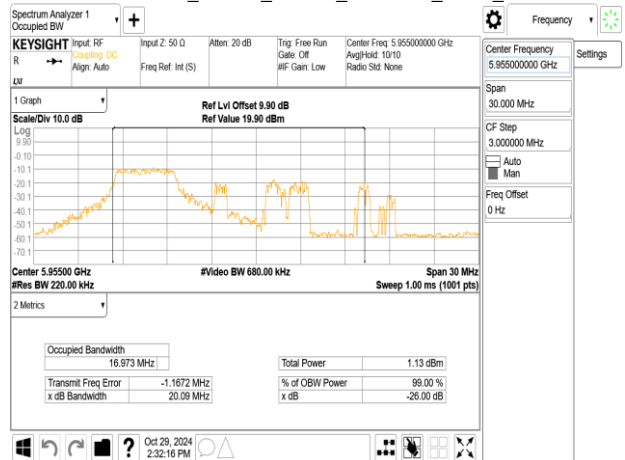 Spectrum Analyzer 1
Occupied BW
Frequency
KEYSIGHT Input: RF Input Z: 50 Ω Atten: 20 dB Trig: Free Run Center Freq: 5.955000000 GHz
R Coupling: DC Gate: Off Avg|Hold: 10/10
Align: Auto Freq Ref: Int (S) #IF Gain: Low Radio Std: None
LXI
Center Frequency
5.955000000 GHz
Settings
Span
30.000 MHz
CF Step
3.000000 MHz
Auto
Man
Freq Offset
0 Hz
1 Graph
Ref Lvl Offset 9.90 dB
Scale/Div 10.0 dB Ref Value 19.90 dBm
Log
9.90
-0.10
-10.1
-20.1
-30.1
-40.1
-50.1
-60.1
-70.1
Center 5.95500 GHz #Video BW 680.00 kHz Span 30 MHz
#Res BW 220.00 kHz Sweep 1.00 ms (1001 pts)
2 Metrics
Occupied Bandwidth
16.973 MHz Total Power 1.13 dBm
Transmit Freq Error -1.1672 MHz % of OBW Power 99.00 %
x dB Bandwidth 20.09 MHz x dB -26.00 dB
? Oct 29, 2024
2:32:16 PM